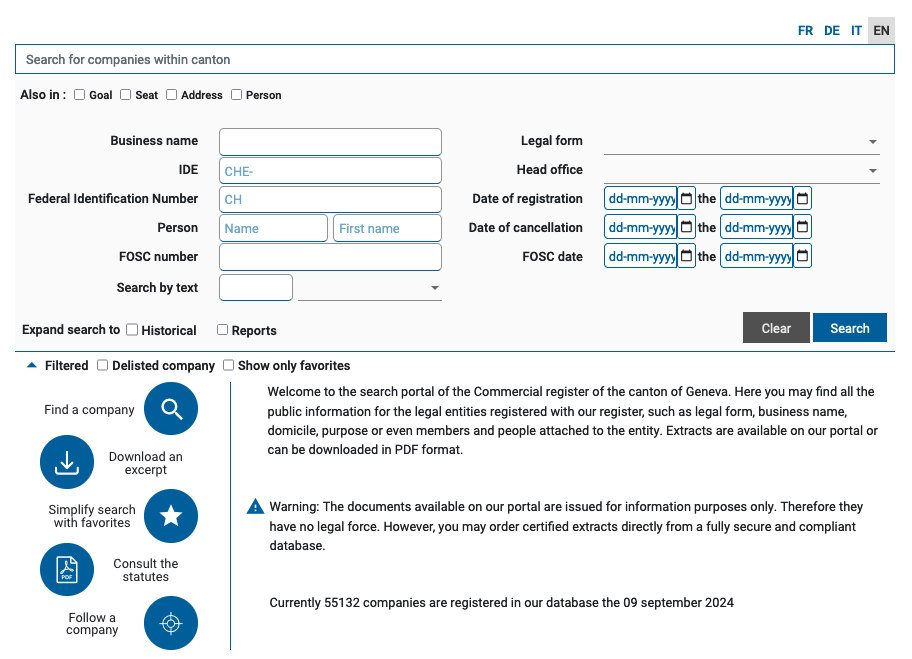 FR DE IT EN
Search for companies within canton
Also in : Goal Seat Address Person
Business name
Legal form
IDE CHE-
Head office
Federal Identification Number CH
Date of registration dd-mm-yyyy the dd-mm-yyyy
Person Name First name
Date of cancellation dd-mm-yyyy the dd-mm-yyyy
FOSC number
FOSC date dd-mm-yyyy the dd-mm-yyyy
Search by text
Expand search to Historical Reports
Clear Search
Filtered Delisted company Show only favorites
Find a company
Download an
excerpt
Simplify search
with favorites
PDF
Consult the
statutes
Follow a
company
Welcome to the search portal of the Commercial register of the canton of Geneva. Here you may find all the
public information for the legal entities registered with our register, such as legal form, business name,
domicile, purpose or even members and people attached to the entity. Extracts are available on our portal or
can be downloaded in PDF format.
Warning: The documents available on our portal are issued for information purposes only. Therefore they
have no legal force. However, you may order certified extracts directly from a fully secure and compliant
database.
Currently 55132 companies are registered in our database the 09 september 2024